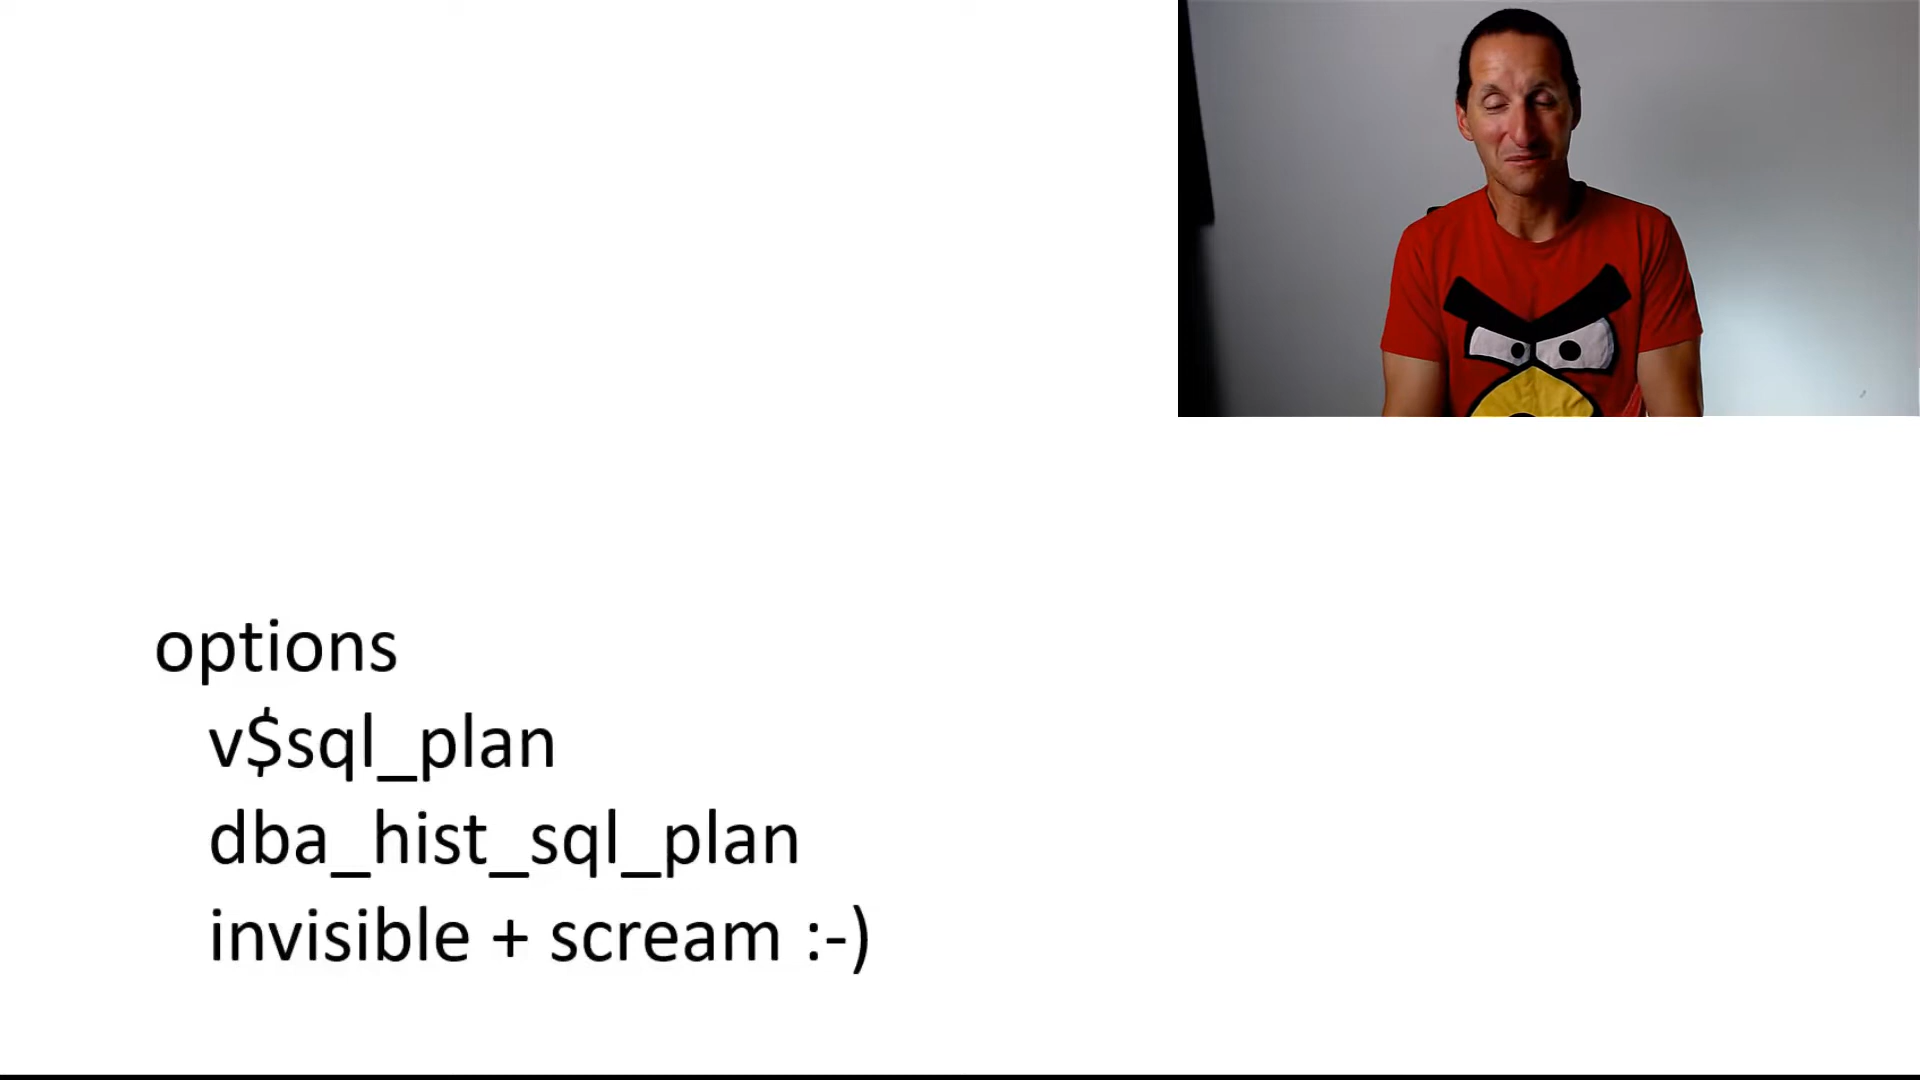 options
v$sql_plan
dba_hist_sql_plan
invisible + scream :-)